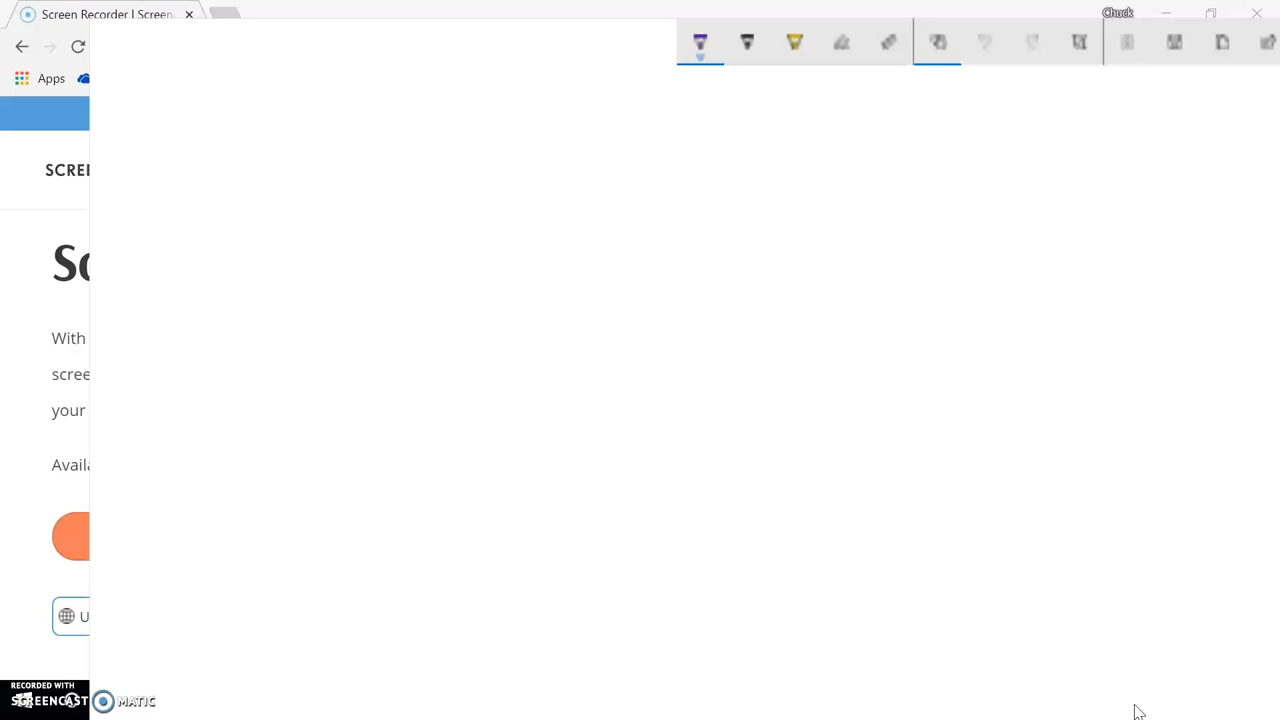 Screen Recorder | Screen
Chuck
Apps
SCREE
Sc
With
scree
your
Avail
U
RECORDED WITH
SCREENCAST MATIC